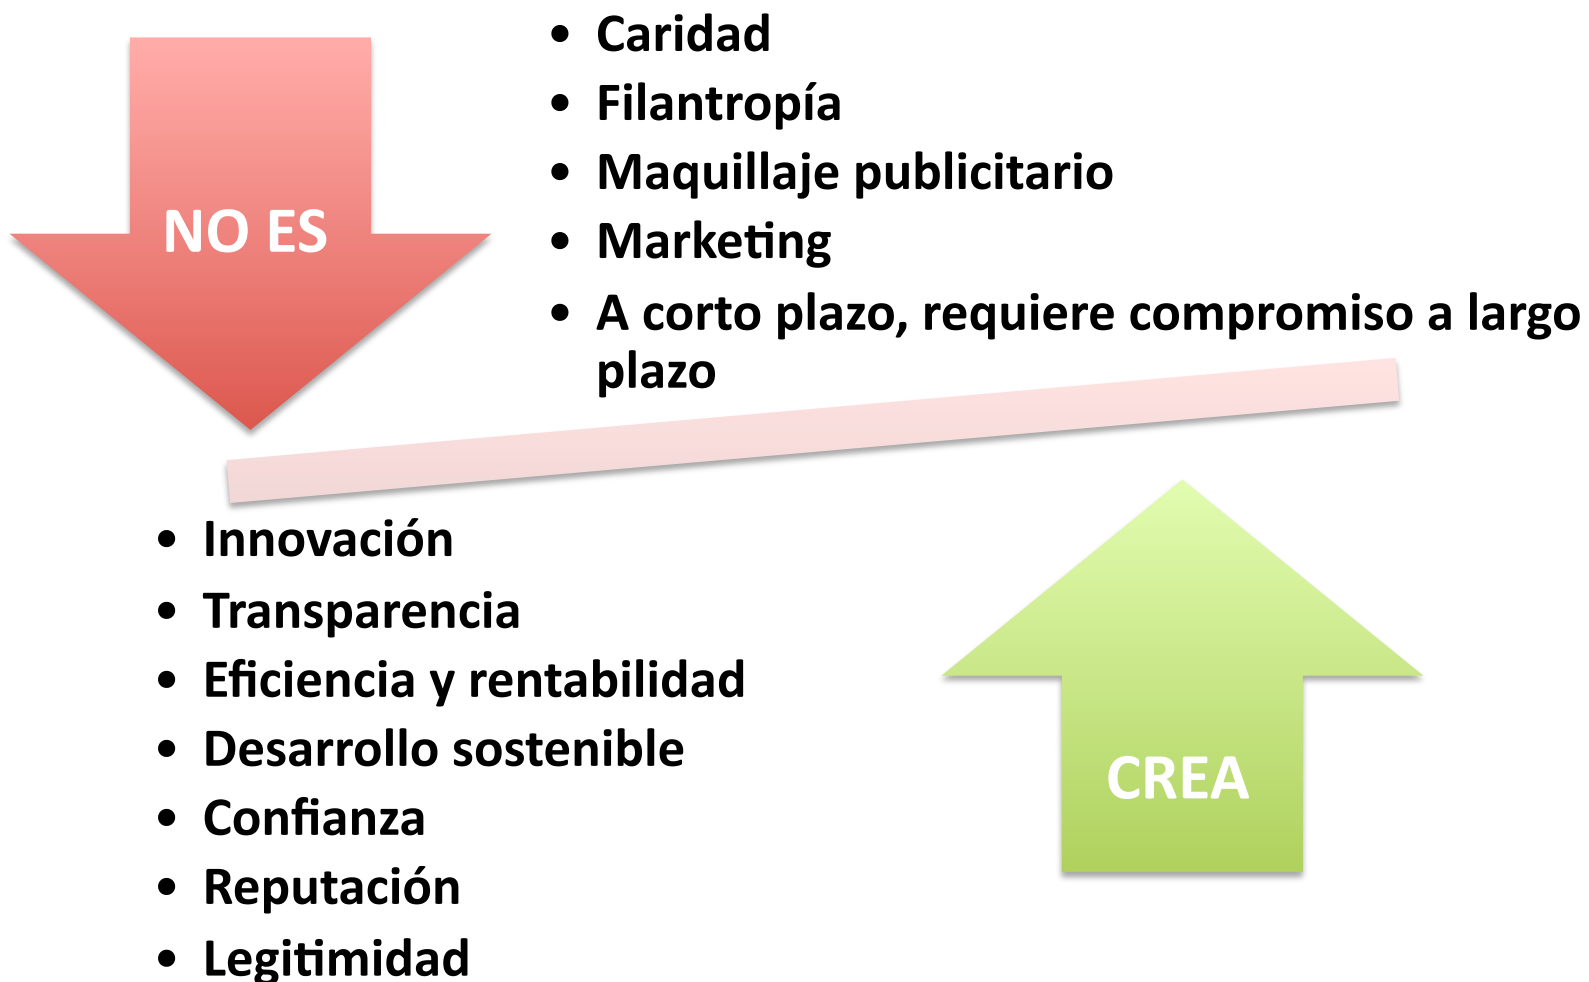 NO ES
• Caridad
• Filantropía
• Maquillaje publicitario
• Marketing
• A corto plazo, requiere compromiso a largo
plazo
• Innovación
• Transparencia
• Eficiencia y rentabilidad
• Desarrollo sostenible
• Confianza
• Reputación
• Legitimidad
CREA